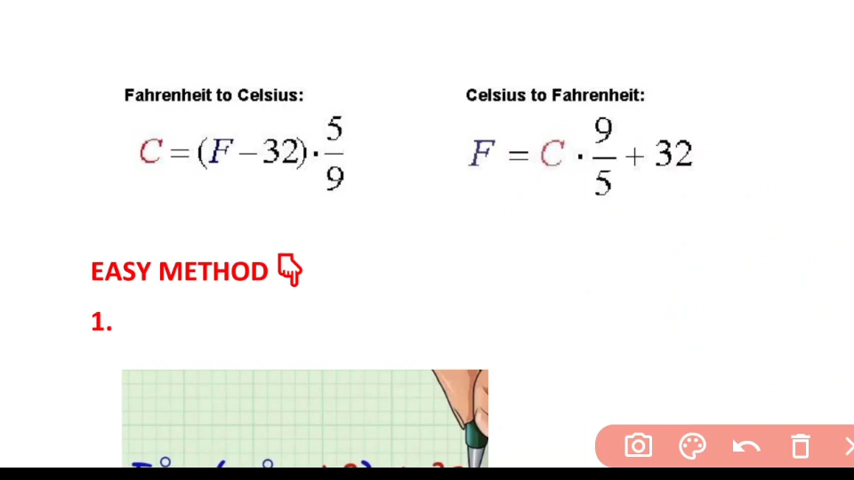 Fahrenheit to Celsius:
C = (F − 32) · 5/9
Celsius to Fahrenheit:
F = C · 9/5 + 32
EASY METHOD
1.